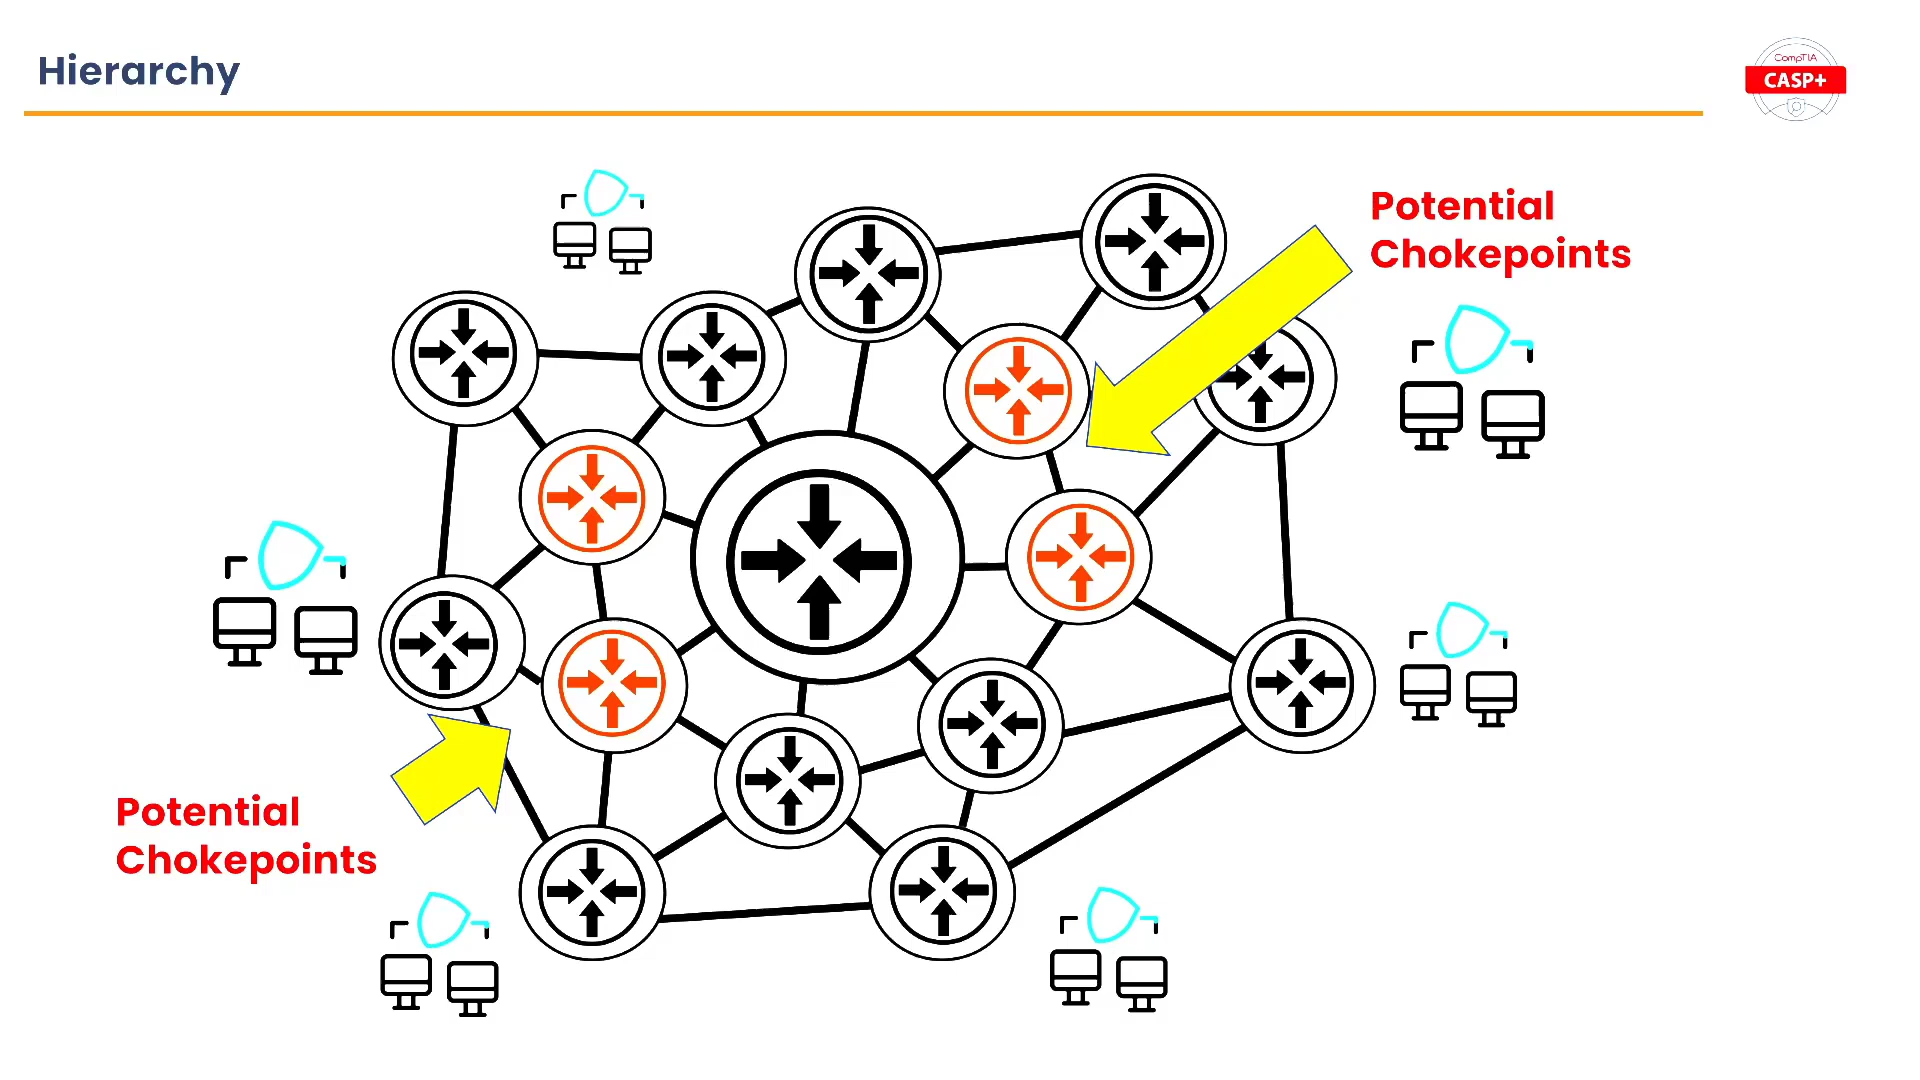 Hierarchy
CompTIA
CASP+
Potential
Chokepoints
Potential
Chokepoints